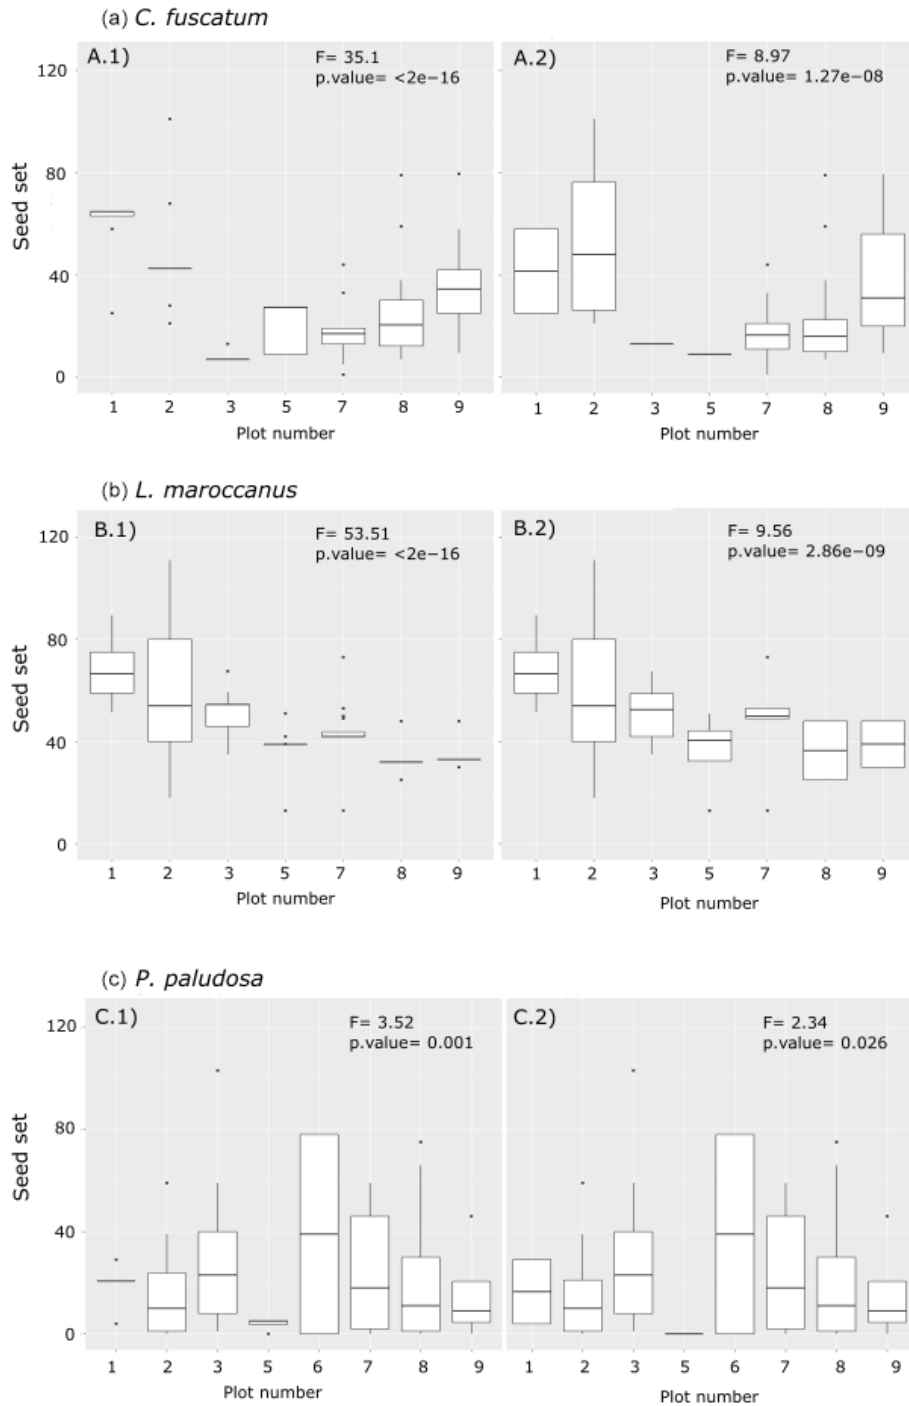 (a) C. fuscatum
A.1)
F= 35.1
p.value= <2e−16
A.2)
F= 8.97
p.value= 1.27e−08
120
80
40
0
Seed set
1 2 3 5 7 8 9
Plot number
1 2 3 5 7 8 9
Plot number
(b) L. maroccanus
B.1)
F= 53.51
p.value= <2e−16
B.2)
F= 9.56
p.value= 2.86e−09
120
80
40
0
Seed set
1 2 3 5 7 8 9
Plot number
1 2 3 5 7 8 9
Plot number
(c) P. paludosa
C.1)
F= 3.52
p.value= 0.001
C.2)
F= 2.34
p.value= 0.026
120
80
40
0
Seed set
1 2 3 5 6 7 8 9
Plot number
1 2 3 5 6 7 8 9
Plot number